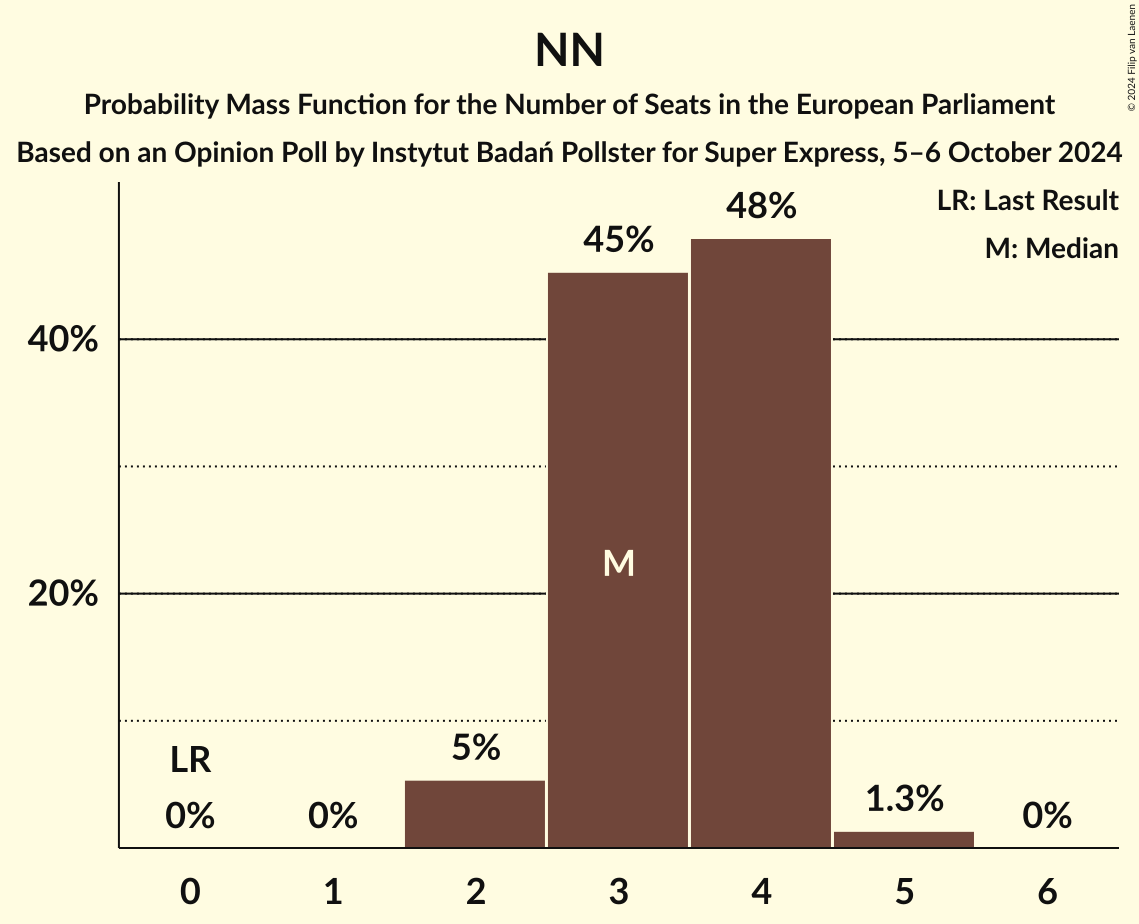 NN
Probability Mass Function for the Number of Seats in the European Parliament
Based on an Opinion Poll by Instytut Badań Pollster for Super Express, 5–6 October 2024
© 2024 Filip van Laenen
LR: Last Result
M: Median
48%
45%
40%
M
20%
LR
5%
1.3%
0%
0%
0%
0 1 2 3 4 5 6